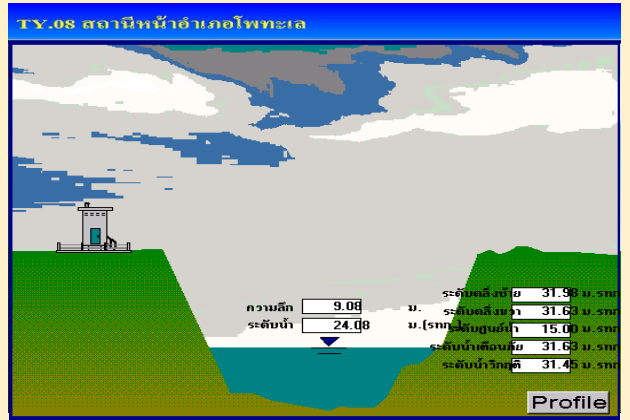 TY.08 สถานีหน้าอำเภอโพทะเล
ความลึก 9.08 ม.
ระดับน้ำ 24.08 ม.(รทก.)
ระดับตลิ่งซ้าย 31.98 ม.รทก
ระดับตลิ่งขวา 31.63 ม.รทก
ระดับศูนย์น้ำ 15.00 ม.รทก
ระดับน้ำเตือนภัย 31.63 ม.รทก
ระดับน้ำวิกฤติ 31.45 ม.รทก
Profile